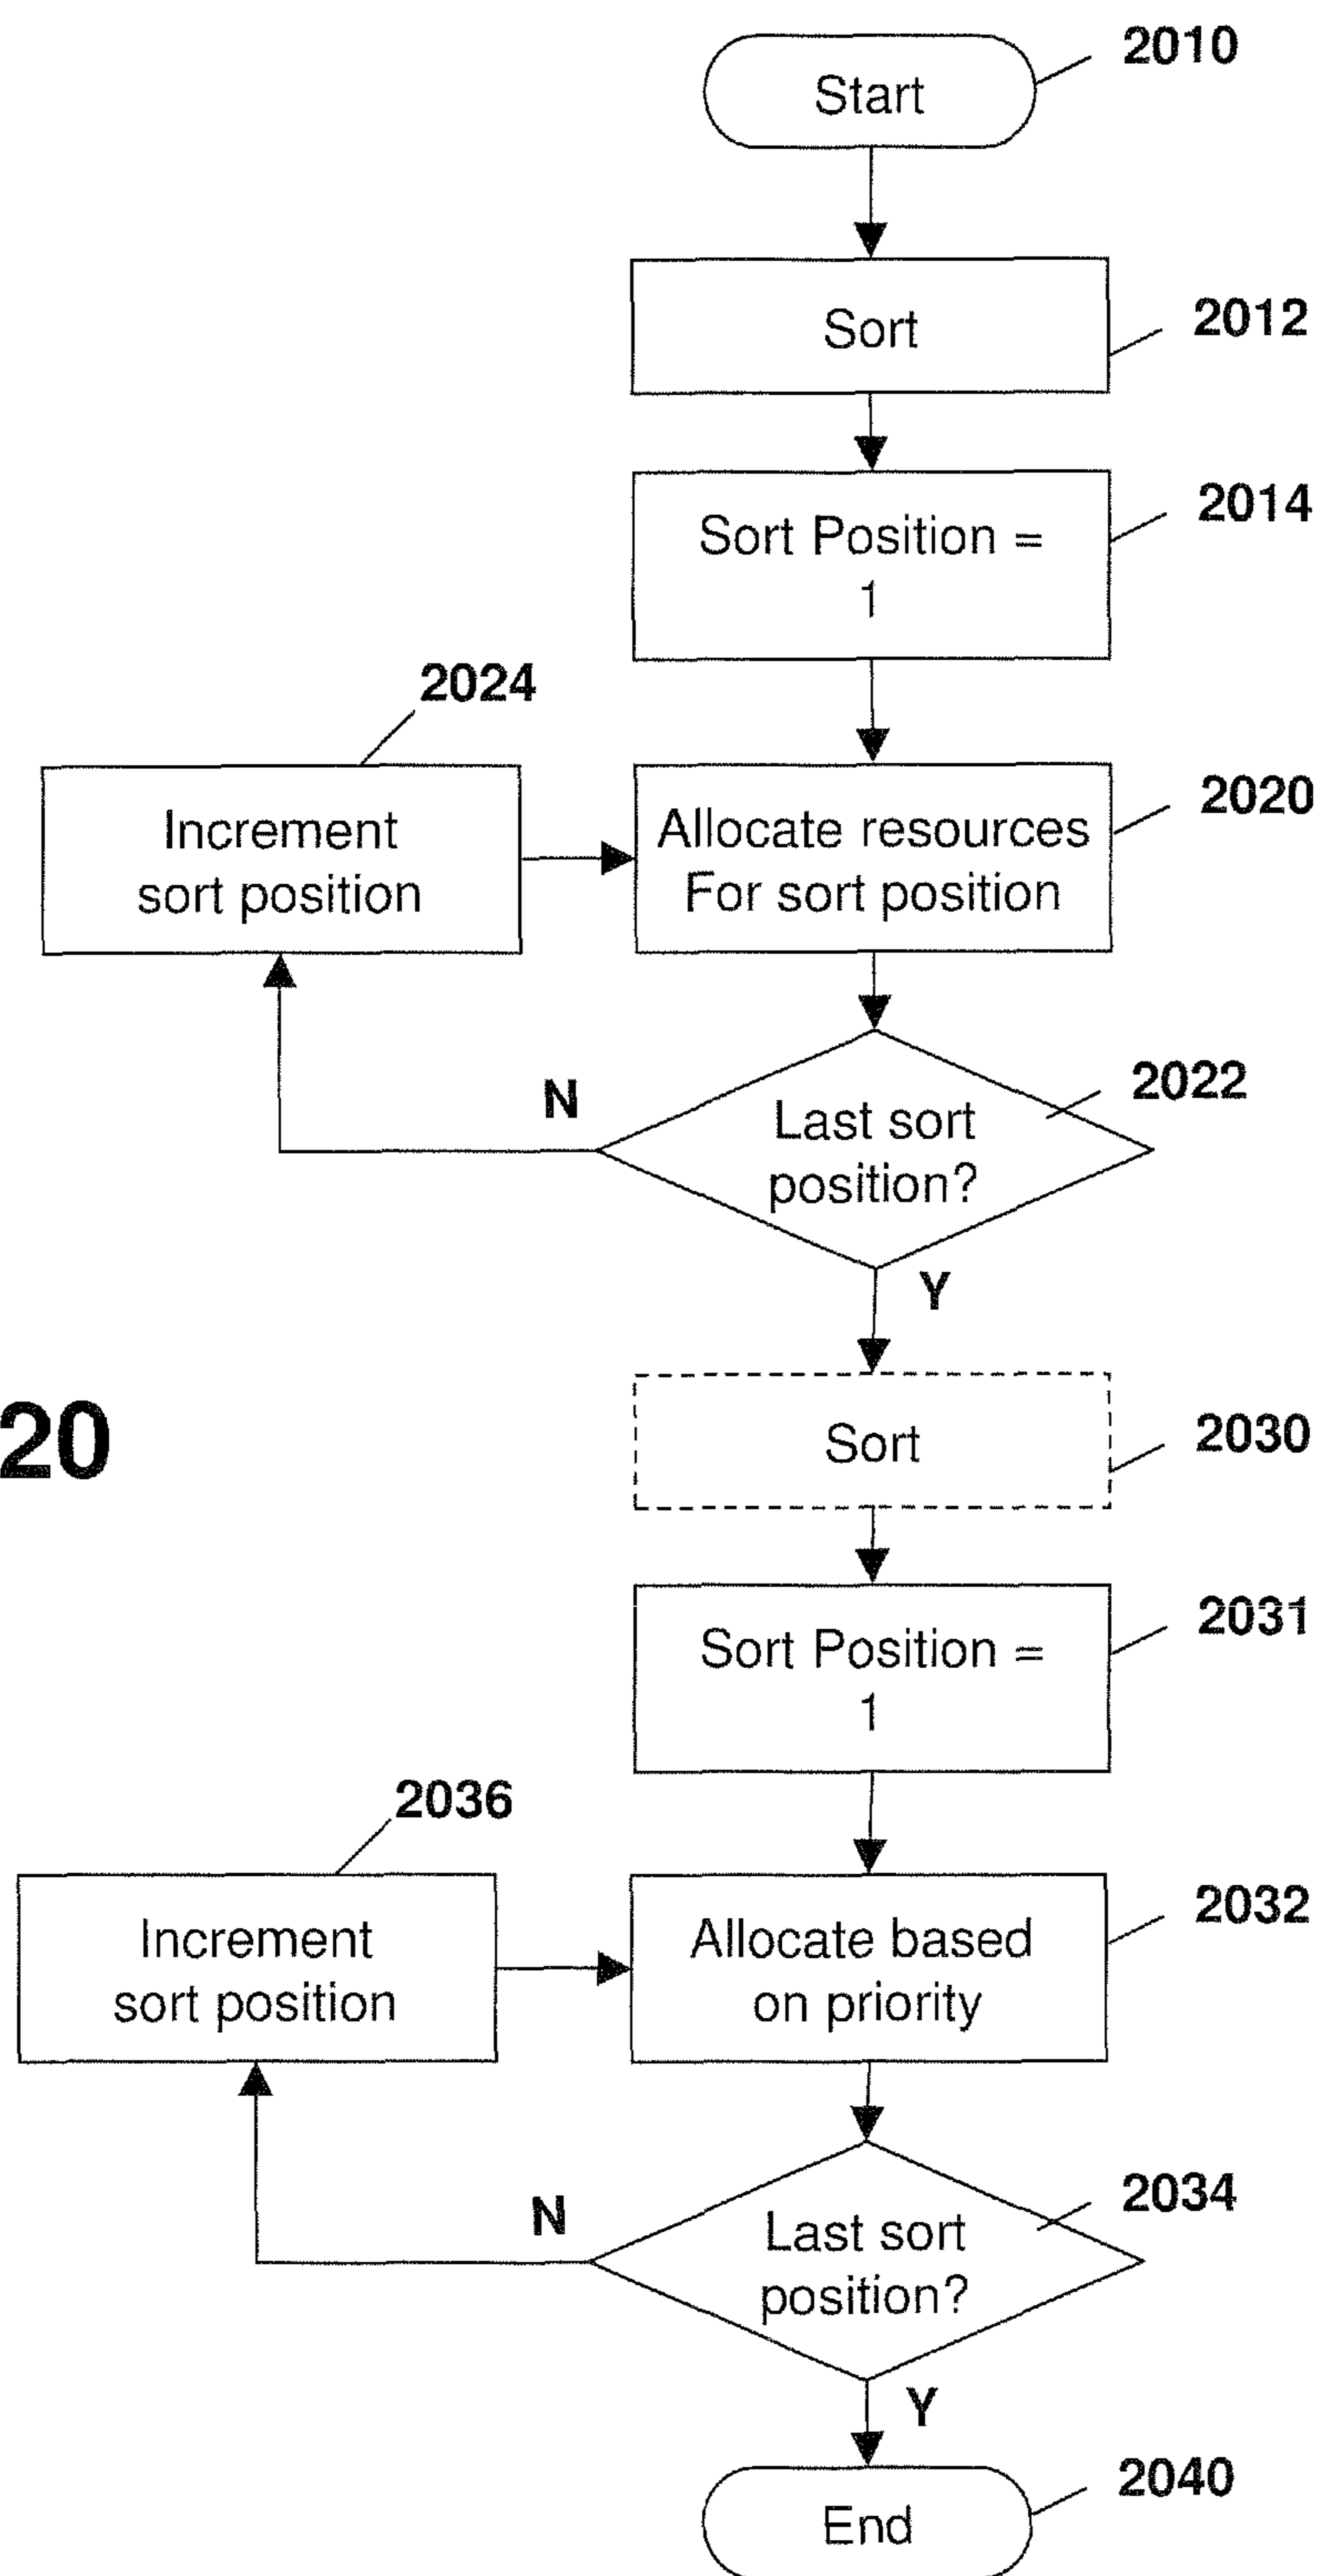 2010
Start
Sort
2012
2014
Sort Position =
1
2024
Increment
sort position
2020
Allocate resources
For sort position
2022
N
Last sort
position?
Y
20
Sort
2030
2031
Sort Position =
1
2036
Increment
sort position
2032
Allocate based
on priority
2034
N
Last sort
position?
Y
2040
End